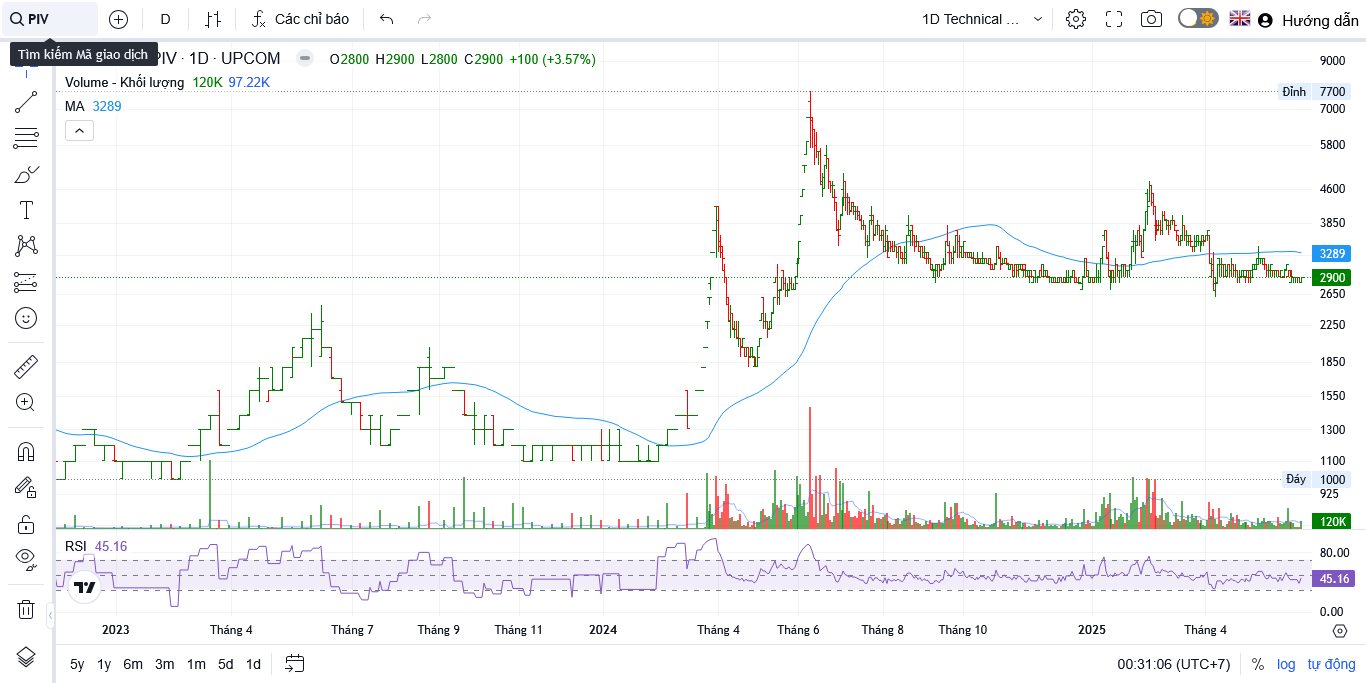 PIV D Các chỉ báo 1D Technical ... Hướng dẫn
Tìm kiếm Mã giao dịch
PIV · 1D · UPCOM O2800 H2900 L2800 C2900 +100 (+3.57%)
Volume - Khối lượng 120K 97.22K
MA 3289
9000
Đỉnh 7700
7000
5800
4600
3850
3289
2900
2650
2250
1850
1550
1300
1100
Đáy 1000
925
120K
RSI 45.16
80.00
45.16
0.00
2023 Tháng 4 Tháng 7 Tháng 9 Tháng 11 2024 Tháng 4 Tháng 6 Tháng 8 Tháng 10 2025 Tháng 4
5y 1y 6m 3m 1m 5d 1d 00:31:06 (UTC+7) % log tự động